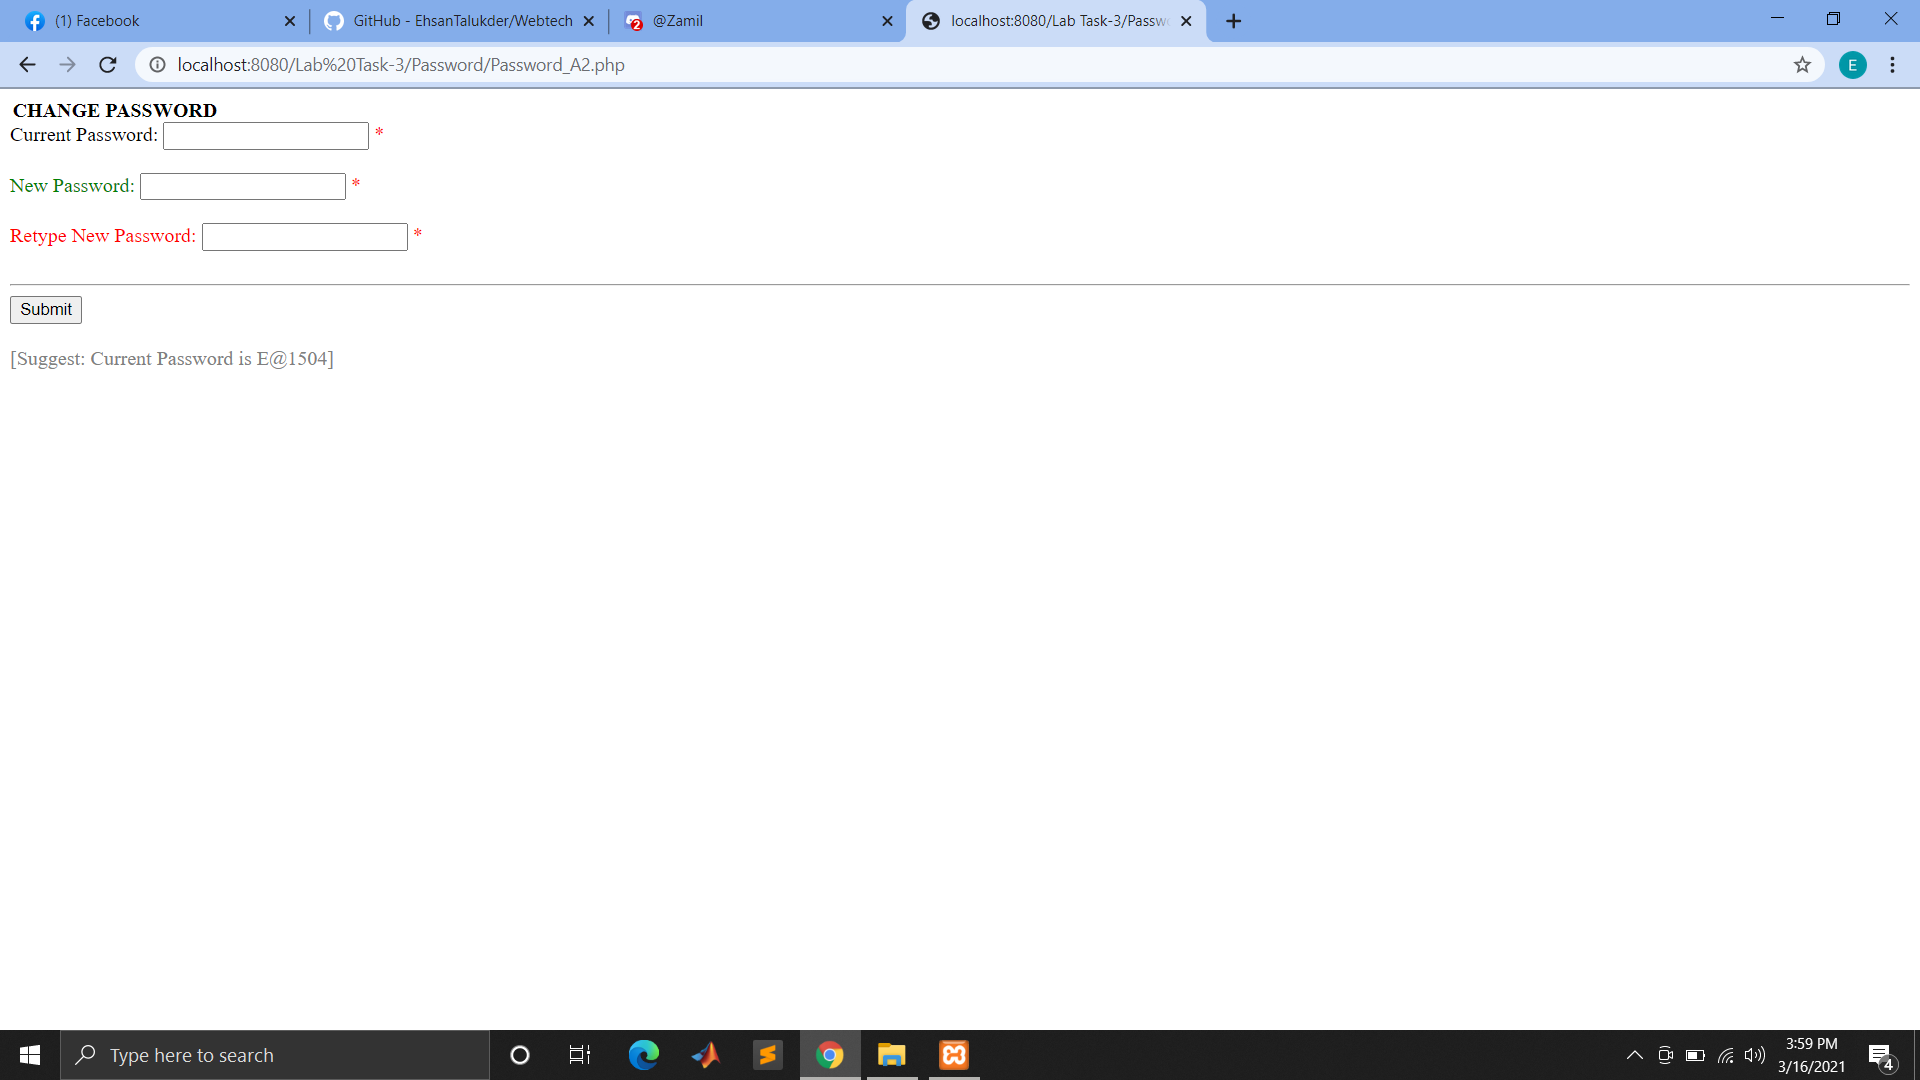 (1) Facebook
GitHub - EhsanTalukder/Webtech
2
@Zamil
localhost:8080/Lab Task-3/Passw
localhost:8080/Lab%20Task-3/Password/Password_A2.php
E
CHANGE PASSWORD
Current Password: *
New Password: *
Retype New Password: *
Submit
[Suggest: Current Password is E@1504]
Type here to search
3:59 PM
3/16/2021
4